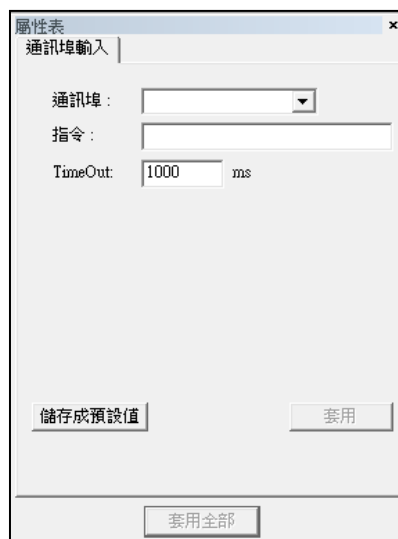 屬性表
通訊埠輸入
通訊埠 :
指令 :
TimeOut: 1000 ms
儲存成預設值 套用
套用全部